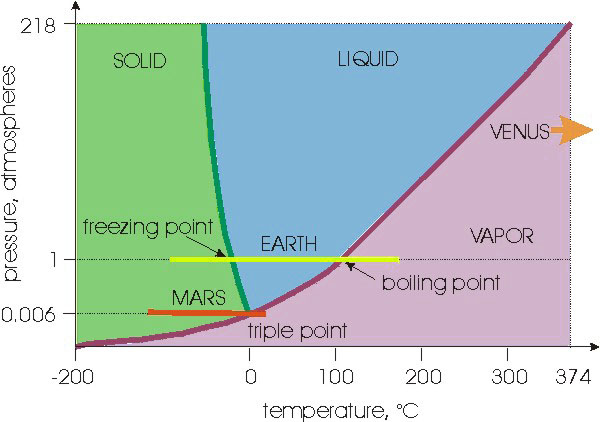 218
SOLID
LIQUID
VENUS
pressure, atmospheres
freezing point
EARTH
VAPOR
1
boiling point
MARS
0.006
triple point
-200
0
100
200
300
374
temperature, °C